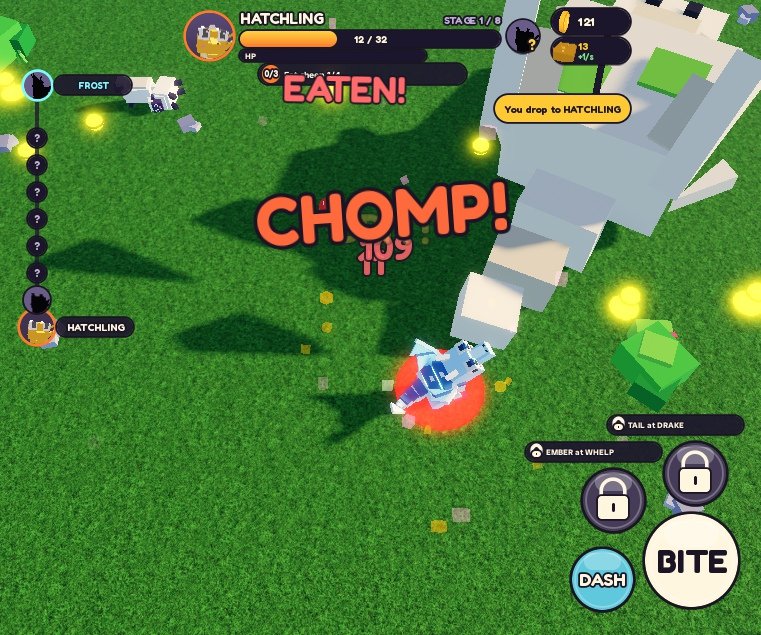 HATCHLING
STAGE 1 / 8
12 / 32
HP
0/3
121
13
+1/s
EATEN!
You drop to HATCHLING
FROST
?
?
?
?
?
?
?
CHOMP!
109
11
HATCHLING
TAIL at DRAKE
EMBER at WHELP
BITE
DASH